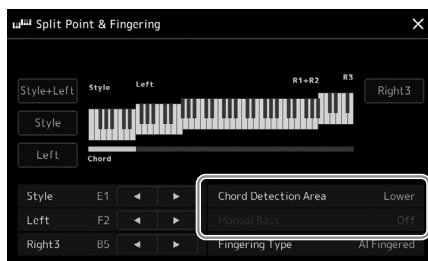 Split Point & Fingering ×
Style Left R1+R2 R3
Style+Left Right3
Style
Left Chord
Style E1 Chord Detection Area Lower
Left F2 Manual Bass Off
Right3 B5 Fingering Type AI Fingered